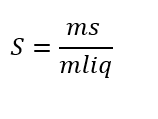 S = ms / mliq